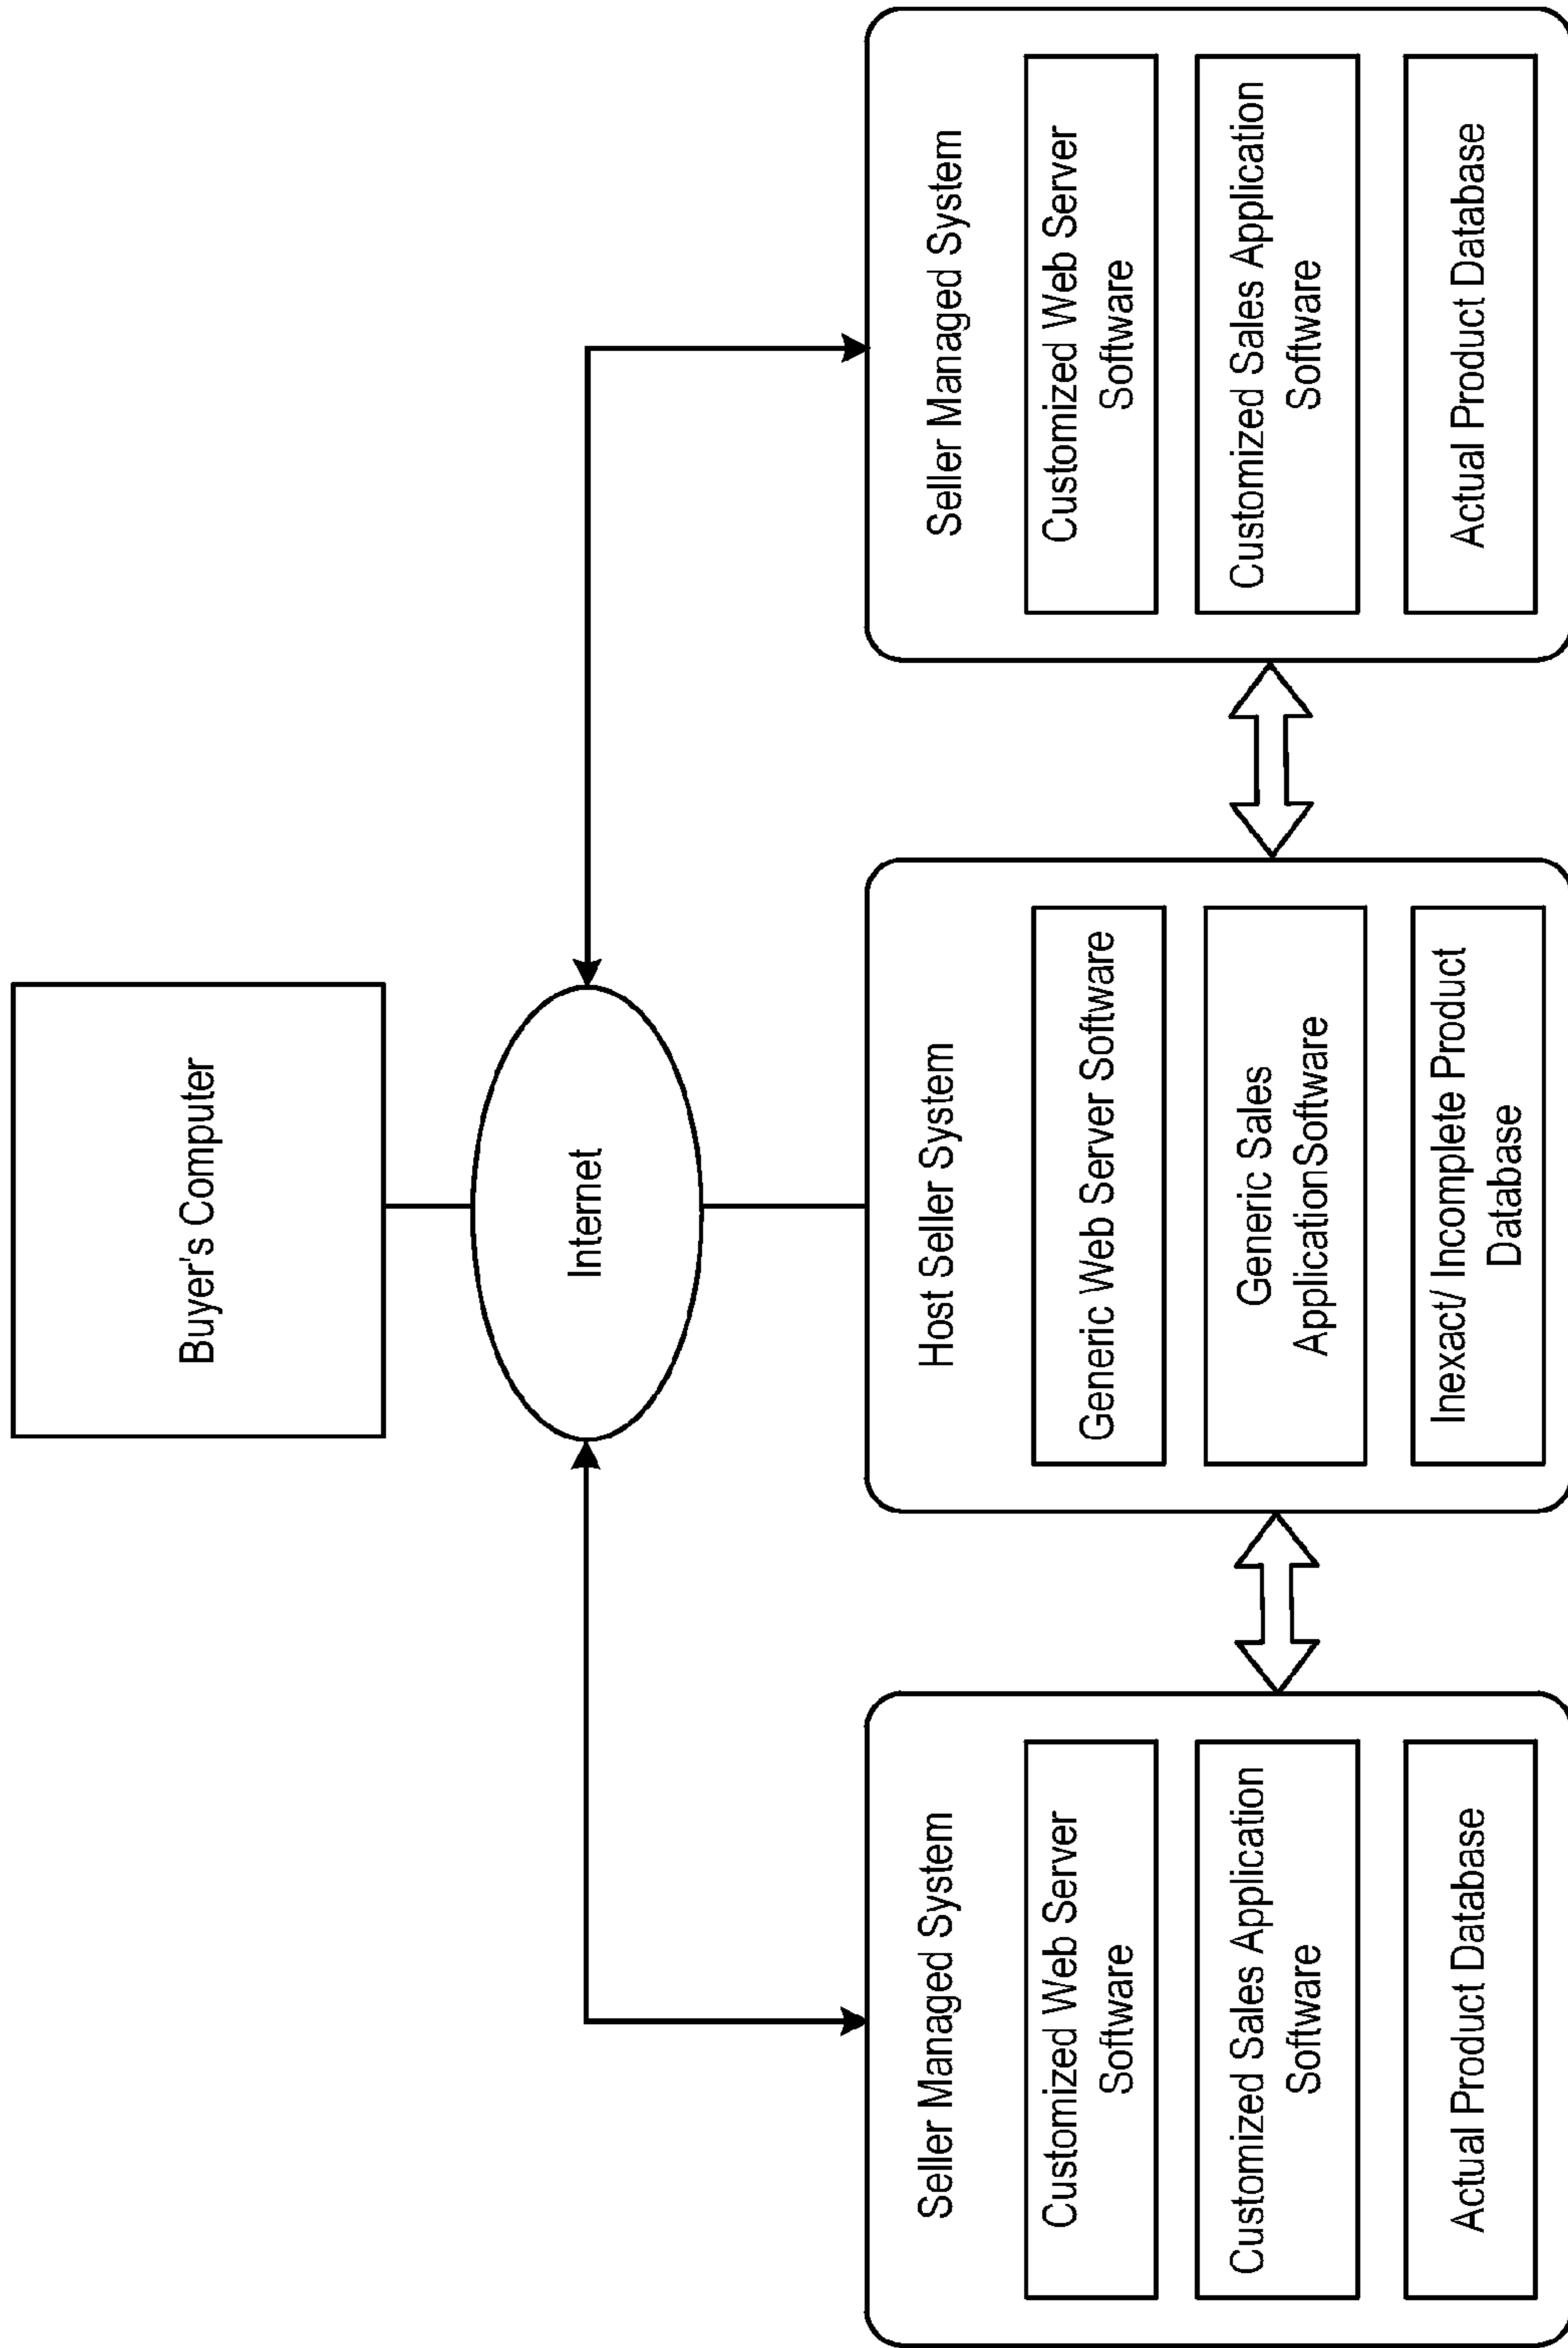 Buyer's Computer
Internet
Seller Managed System
Customized Web Server
Software
Customized Sales Application
Software
Actual Product Database
Host Seller System
Generic Web Server Software
Generic Sales
ApplicationSoftware
Inexact/ Incomplete Product
Database
Seller Managed System
Customized Web Server
Software
Customized Sales Application
Software
Actual Product Database